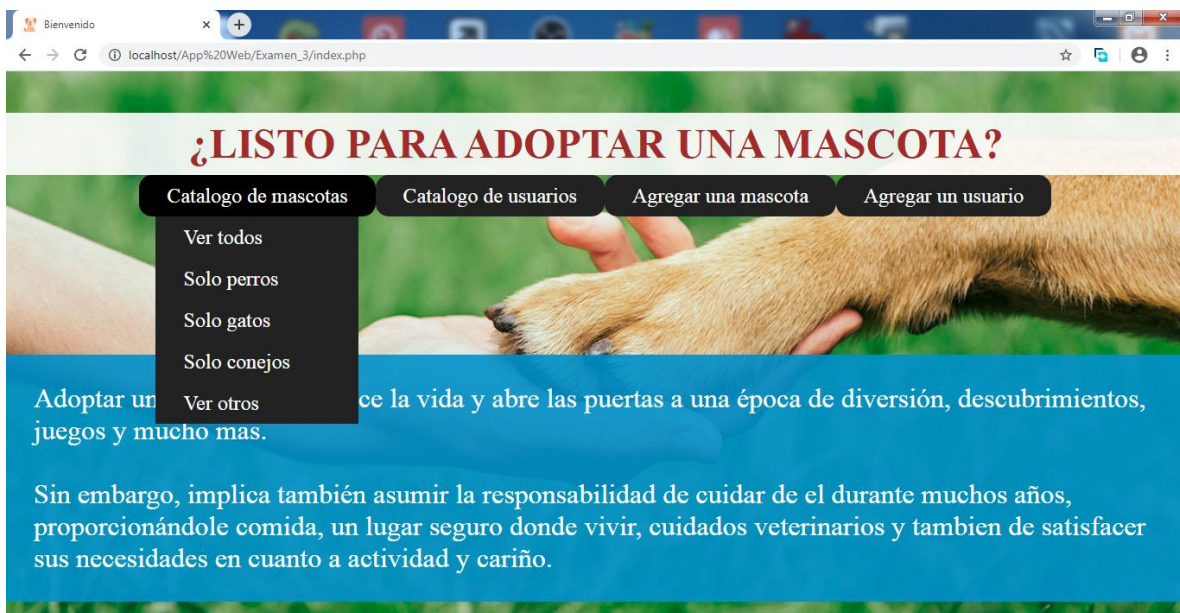 Bienvenido
localhost/App%20Web/Examen_3/index.php
¿LISTO PARA ADOPTAR UNA MASCOTA?
Catalogo de mascotas Catalogo de usuarios Agregar una mascota Agregar un usuario
Ver todos
Solo perros
Solo gatos
Solo conejos
Ver otros
Adoptar ce la vida y abre las puertas a una época de diversión, descubrimientos,
juegos y mucho mas.
Sin embargo, implica también asumir la responsabilidad de cuidar de el durante muchos años,
proporcionándole comida, un lugar seguro donde vivir, cuidados veterinarios y tambien de satisfacer
sus necesidades en cuanto a actividad y cariño.